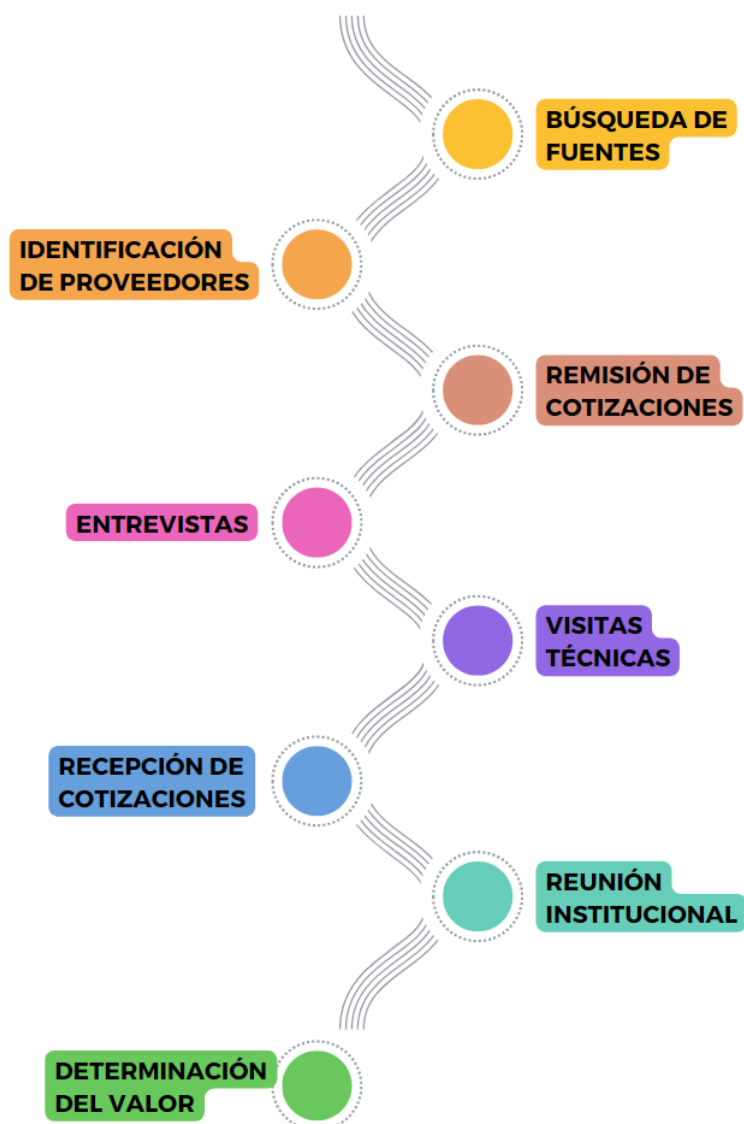 BÚSQUEDA DE
FUENTES
IDENTIFICACIÓN
DE PROVEEDORES
REMISIÓN DE
COTIZACIONES
ENTREVISTAS
VISITAS
TÉCNICAS
RECEPCIÓN DE
COTIZACIONES
REUNIÓN
INSTITUCIONAL
DETERMINACIÓN
DEL VALOR